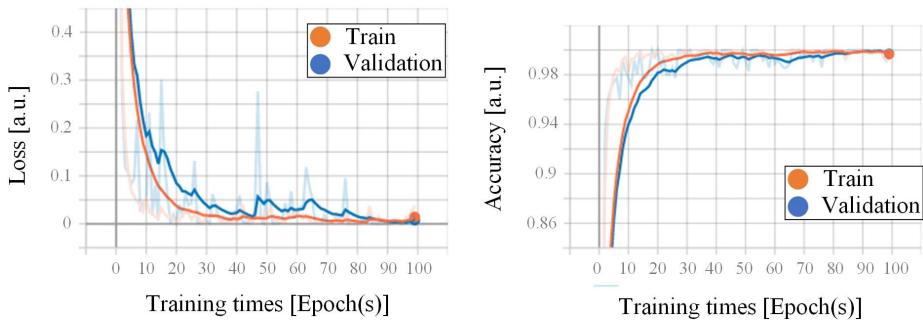 0.4
0.3
0.2
0.1
0
Loss [a.u.]
Train
Validation
0 10 20 30 40 50 60 70 80 90 100
Training times [Epoch(s)]
0.98
0.94
0.9
0.86
Accuracy [a.u.]
Train
Validation
0 10 20 30 40 50 60 70 80 90 100
Training times [Epoch(s)]